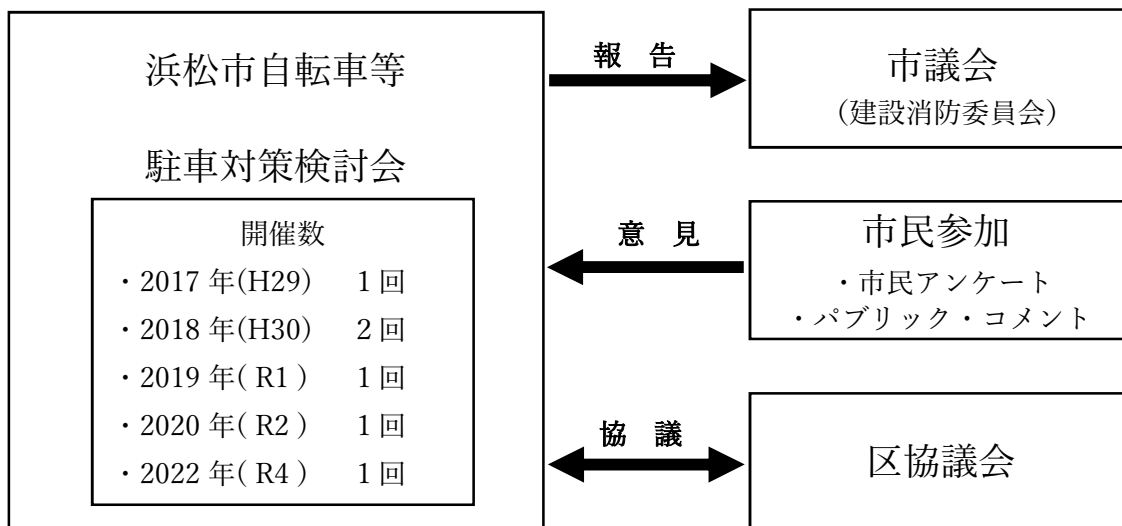 浜松市自転車等
駐車対策検討会
開催数
・2017 年(H29) 1 回
・2018 年(H30) 2 回
・2019 年( R1 ) 1 回
・2020 年( R2 ) 1 回
・2022 年( R4 ) 1 回
報 告
市議会
(建設消防委員会)
意 見
市民参加
・市民アンケート
・パブリック・コメント
協 議
区協議会